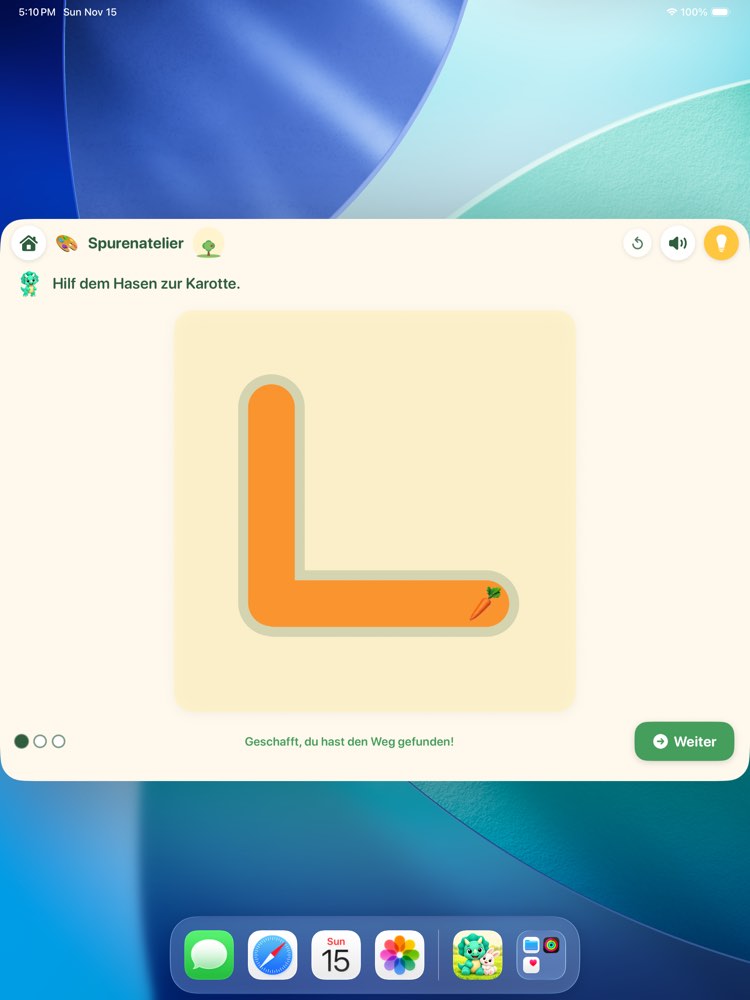 5:10 PM Sun Nov 15
100%
Spurenatelier
Hilf dem Hasen zur Karotte.
Geschafft, du hast den Weg gefunden!
Weiter
Sun
15